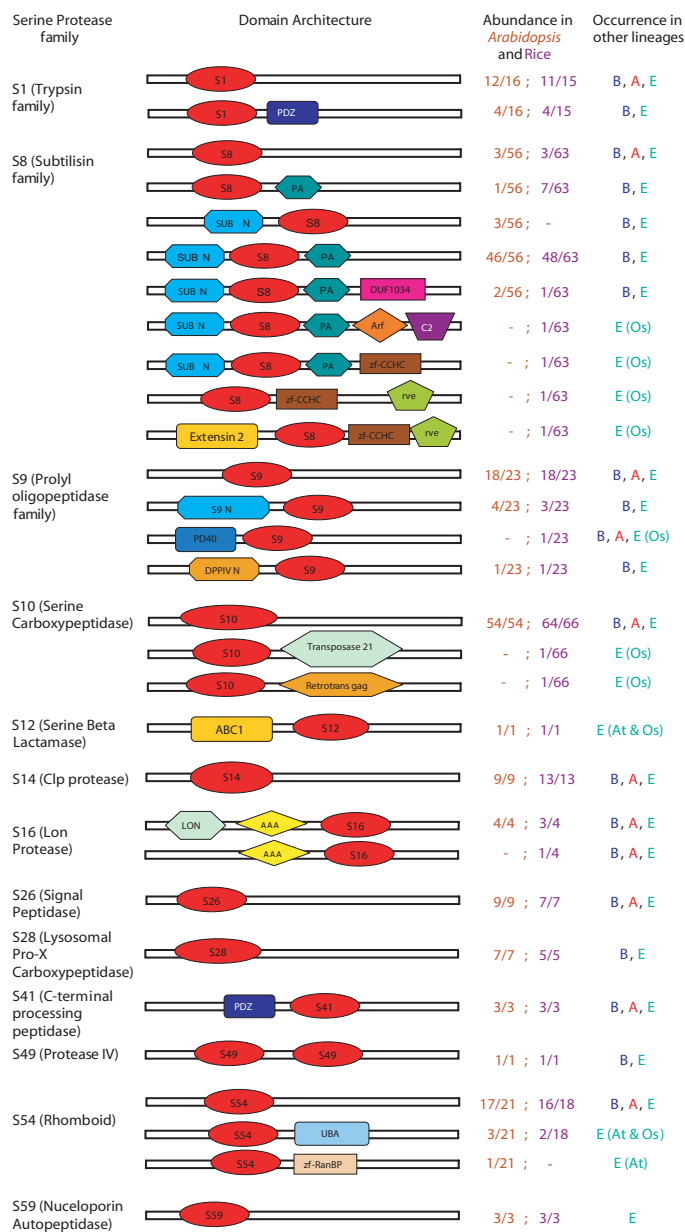 Serine Protease family Domain Architecture Abundance in Arabidopsis and Rice Occurrence in other lineages
S1 (Trypsin family)
S1 12/16 ; 11/15 B, A, E
S1 PDZ 4/16 ; 4/15 B, E
S8 (Subtilisin family)
S8 3/56 ; 3/63 B, A, E
S8 PA 1/56 ; 7/63 B, E
SUB N S8 3/56 ; - B, E
SUB N S8 PA 46/56 ; 48/63 B, E
SUB N S8 PA DUF1034 2/56 ; 1/63 B, E
SUB N S8 PA Arf C2 - ; 1/63 E (Os)
SUB N S8 PA zf-CCHC - ; 1/63 E (Os)
S8 zf-CCHC rve - ; 1/63 E (Os)
Extensin 2 S8 zf-CCHC rve - ; 1/63 E (Os)
S9 (Prolyl oligopeptidase family)
S9 18/23 ; 18/23 B, A, E
S9 N S9 4/23 ; 3/23 B, E
PD40 S9 - ; 1/23 B, A, E (Os)
DPPIV N S9 1/23 ; 1/23 B, E
S10 (Serine Carboxypeptidase)
S10 54/54 ; 64/66 B, A, E
S10 Transposase 21 - ; 1/66 E (Os)
S10 Retrotrans gag - ; 1/66 E (Os)
S12 (Serine Beta Lactamase)
ABC1 S12 1/1 ; 1/1 E (At & Os)
S14 (Clp protease)
S14 9/9 ; 13/13 B, A, E
S16 (Lon Protease)
LON AAA S16 4/4 ; 3/4 B, A, E
AAA S16 - ; 1/4 B, A, E
S26 (Signal Peptidase)
S26 9/9 ; 7/7 B, A, E
S28 (Lysosomal Pro-X Carboxypeptidase)
S28 7/7 ; 5/5 B, E
S41 (C-terminal processing peptidase)
PDZ S41 3/3 ; 3/3 B, A, E
S49 (Protease IV)
S49 S49 1/1 ; 1/1 B, E
S54 (Rhomboid)
S54 17/21 ; 16/18 B, A, E
S54 UBA 3/21 ; 2/18 E (At & Os)
S54 zf-RanBP 1/21 ; - E (At)
S59 (Nuceloporin Autopeptidase)
S59 3/3 ; 3/3 E